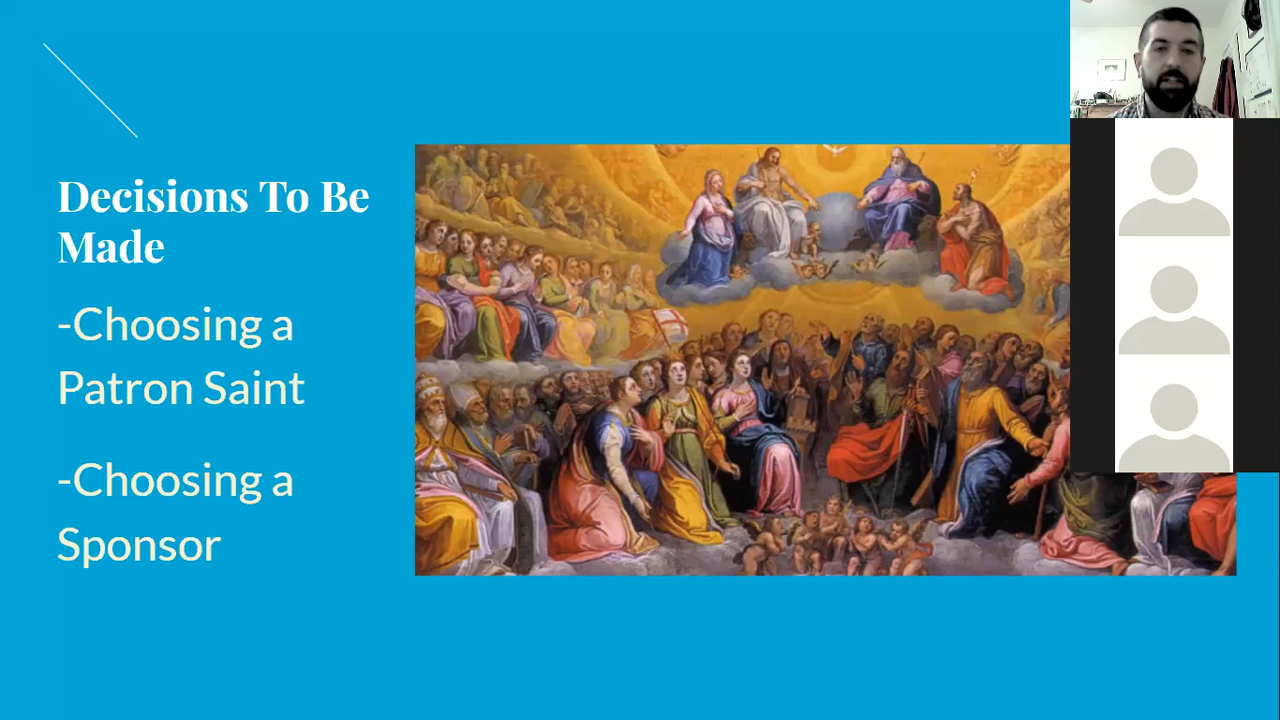 Decisions To Be
Made
-Choosing a
Patron Saint
-Choosing a
Sponsor